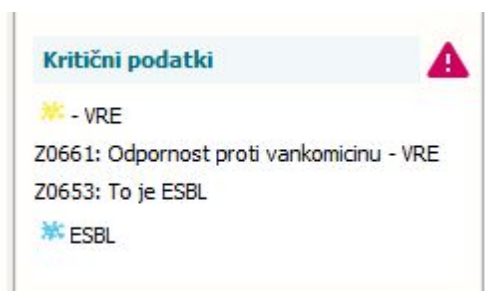 Kritični podatki
- VRE
Z0661: Odpornost proti vankomicinu - VRE
Z0653: To je ESBL
ESBL